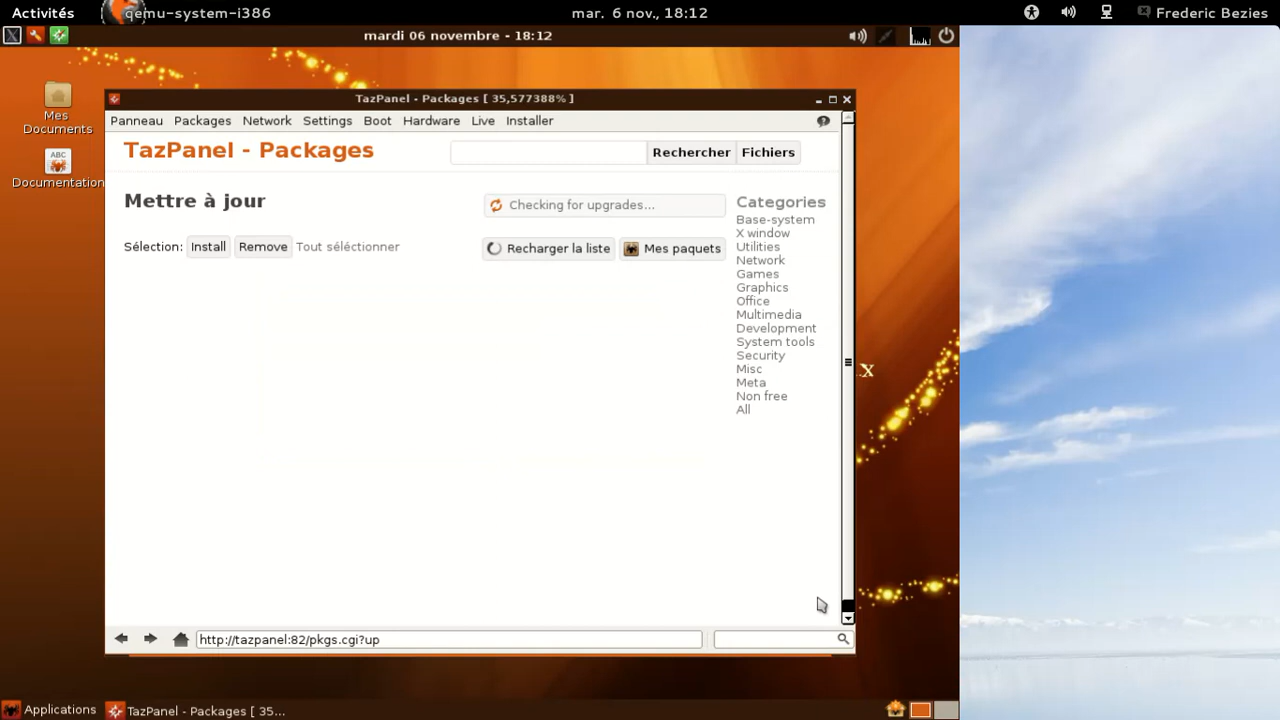 Activités
qemu-system-i386
mar. 6 nov., 18:12
Frederic Bezies
mardi 06 novembre - 18:12
Mes
Documents
ABC
Documentation
TazPanel - Packages [ 35,577388% ]
Panneau Packages Network Settings Boot Hardware Live Installer
TazPanel - Packages
Rechercher Fichiers
Mettre à jour
Checking for upgrades...
Sélection: Install Remove Tout séléctionner
Recharger la liste Mes paquets
Categories
Base-system
X window
Utilities
Network
Games
Graphics
Office
Multimedia
Development
System tools
Security
Misc
Meta
Non free
All
x
http://tazpanel:82/pkgs.cgi?up
Applications
TazPanel - Packages [ 35...